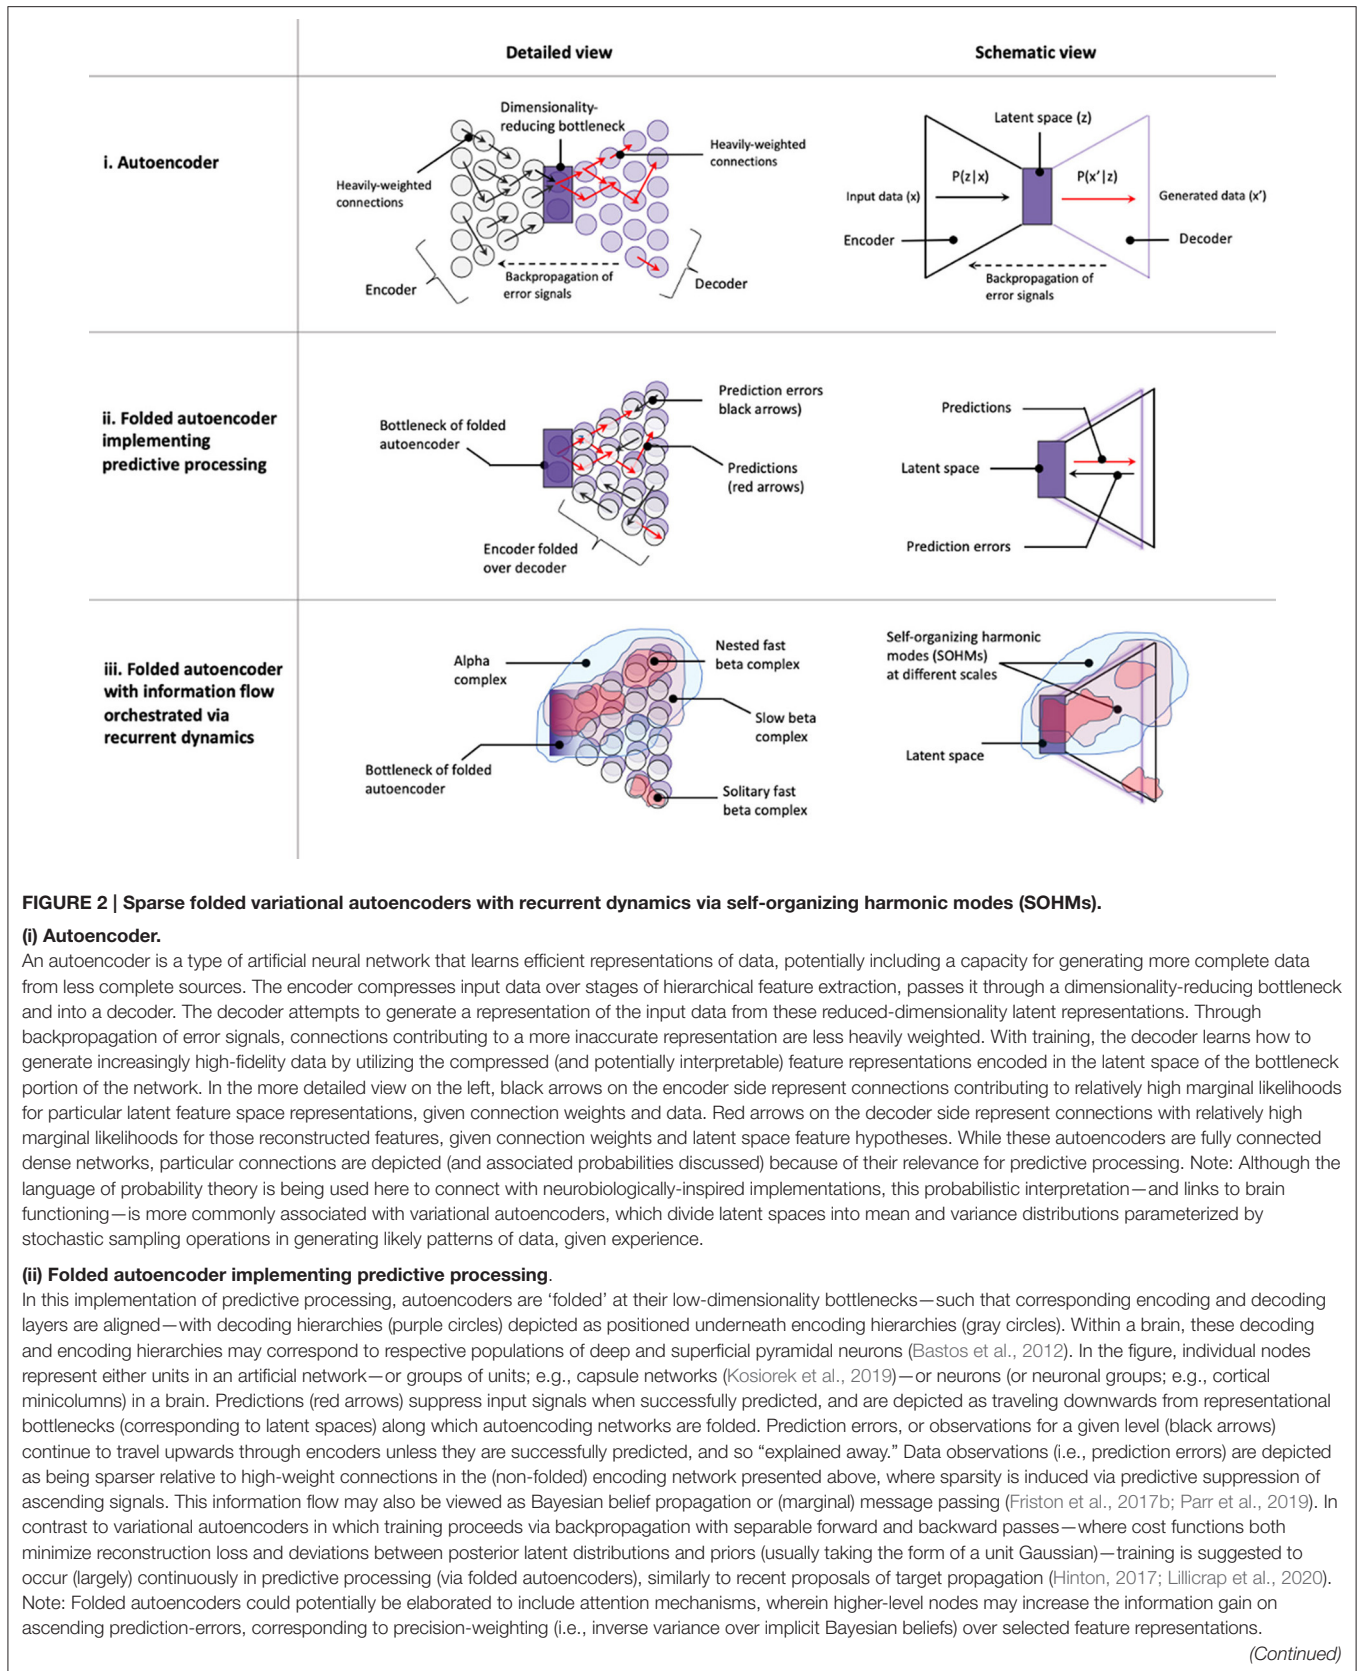 Detailed view
Schematic view
i. Autoencoder
Dimensionality-
reducing bottleneck
Heavily-weighted
connections
Heavily-weighted
connections
Backpropagation of
error signals
Encoder
Decoder
Latent space (z)
P(z|x)
P(x'|z)
Input data (x)
Generated data (x')
Encoder
Decoder
Backpropagation of
error signals
ii. Folded autoencoder
implementing
predictive processing
Bottleneck of folded
autoencoder
Prediction errors
black arrows)
Predictions
(red arrows)
Encoder folded
over decoder
Predictions
Latent space
Prediction errors
iii. Folded autoencoder
with information flow
orchestrated via
recurrent dynamics
Alpha
complex
Nested fast
beta complex
Slow beta
complex
Bottleneck of folded
autoencoder
Solitary fast
beta complex
Self-organizing harmonic
modes (SOHMs)
at different scales
Latent space
FIGURE 2 | Sparse folded variational autoencoders with recurrent dynamics via self-organizing harmonic modes (SOHMs).
(i) Autoencoder.
An autoencoder is a type of artificial neural network that learns efficient representations of data, potentially including a capacity for generating more complete data
from less complete sources. The encoder compresses input data over stages of hierarchical feature extraction, passes it through a dimensionality-reducing bottleneck
and into a decoder. The decoder attempts to generate a representation of the input data from these reduced-dimensionality latent representations. Through
backpropagation of error signals, connections contributing to a more inaccurate representation are less heavily weighted. With training, the decoder learns how to
generate increasingly high-fidelity data by utilizing the compressed (and potentially interpretable) feature representations encoded in the latent space of the bottleneck
portion of the network. In the more detailed view on the left, black arrows on the encoder side represent connections contributing to relatively high marginal likelihoods
for particular latent feature space representations, given connection weights and data. Red arrows on the decoder side represent connections with relatively high
marginal likelihoods for those reconstructed features, given connection weights and latent space feature hypotheses. While these autoencoders are fully connected
dense networks, particular connections are depicted (and associated probabilities discussed) because of their relevance for predictive processing. Note: Although the
language of probability theory is being used here to connect with neurobiologically-inspired implementations, this probabilistic interpretation—and links to brain
functioning—is more commonly associated with variational autoencoders, which divide latent spaces into mean and variance distributions parameterized by
stochastic sampling operations in generating likely patterns of data, given experience.
(ii) Folded autoencoder implementing predictive processing.
In this implementation of predictive processing, autoencoders are ‘folded’ at their low-dimensionality bottlenecks—such that corresponding encoding and decoding
layers are aligned—with decoding hierarchies (purple circles) depicted as positioned underneath encoding hierarchies (gray circles). Within a brain, these decoding
and encoding hierarchies may correspond to respective populations of deep and superficial pyramidal neurons (Bastos et al., 2012). In the figure, individual nodes
represent either units in an artificial network—or groups of units; e.g., capsule networks (Kosiorek et al., 2019)—or neurons (or neuronal groups; e.g., cortical
minicolumns) in a brain. Predictions (red arrows) suppress input signals when successfully predicted, and are depicted as traveling downwards from representational
bottlenecks (corresponding to latent spaces) along which autoencoding networks are folded. Prediction errors, or observations for a given level (black arrows)
continue to travel upwards through encoders unless they are successfully predicted, and so “explained away.” Data observations (i.e., prediction errors) are depicted
as being sparser relative to high-weight connections in the (non-folded) encoding network presented above, where sparsity is induced via predictive suppression of
ascending signals. This information flow may also be viewed as Bayesian belief propagation or (marginal) message passing (Friston et al., 2017b; Parr et al., 2019). In
contrast to variational autoencoders in which training proceeds via backpropagation with separable forward and backward passes—where cost functions both
minimize reconstruction loss and deviations between posterior latent distributions and priors (usually taking the form of a unit Gaussian)—training is suggested to
occur (largely) continuously in predictive processing (via folded autoencoders), similarly to recent proposals of target propagation (Hinton, 2017; Lillicrap et al., 2020).
Note: Folded autoencoders could potentially be elaborated to include attention mechanisms, wherein higher-level nodes may increase the information gain on
ascending prediction-errors, corresponding to precision-weighting (i.e., inverse variance over implicit Bayesian beliefs) over selected feature representations.
(Continued)